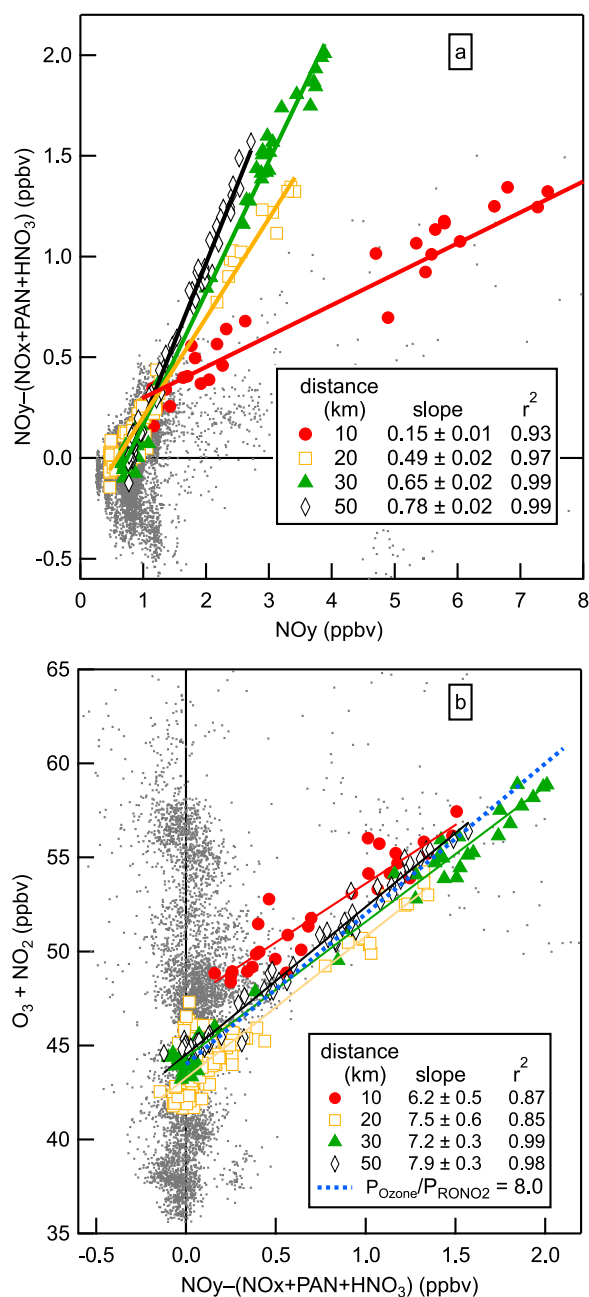 a
2.0
1.5
1.0
0.5
0.0
-0.5
NOy–(NOx+PAN+HNO3) (ppbv)
distance
(km) slope r2
10 0.15 ± 0.01 0.93
20 0.49 ± 0.02 0.97
30 0.65 ± 0.02 0.99
50 0.78 ± 0.02 0.99
0 1 2 3 4 5 6 7 8
NOy (ppbv)
b
65
60
55
50
45
40
35
O3 + NO2 (ppbv)
distance
(km) slope r2
10 6.2 ± 0.5 0.87
20 7.5 ± 0.6 0.85
30 7.2 ± 0.3 0.99
50 7.9 ± 0.3 0.98
POzone/PRONO2 = 8.0
-0.5 0.0 0.5 1.0 1.5 2.0
NOy–(NOx+PAN+HNO3) (ppbv)